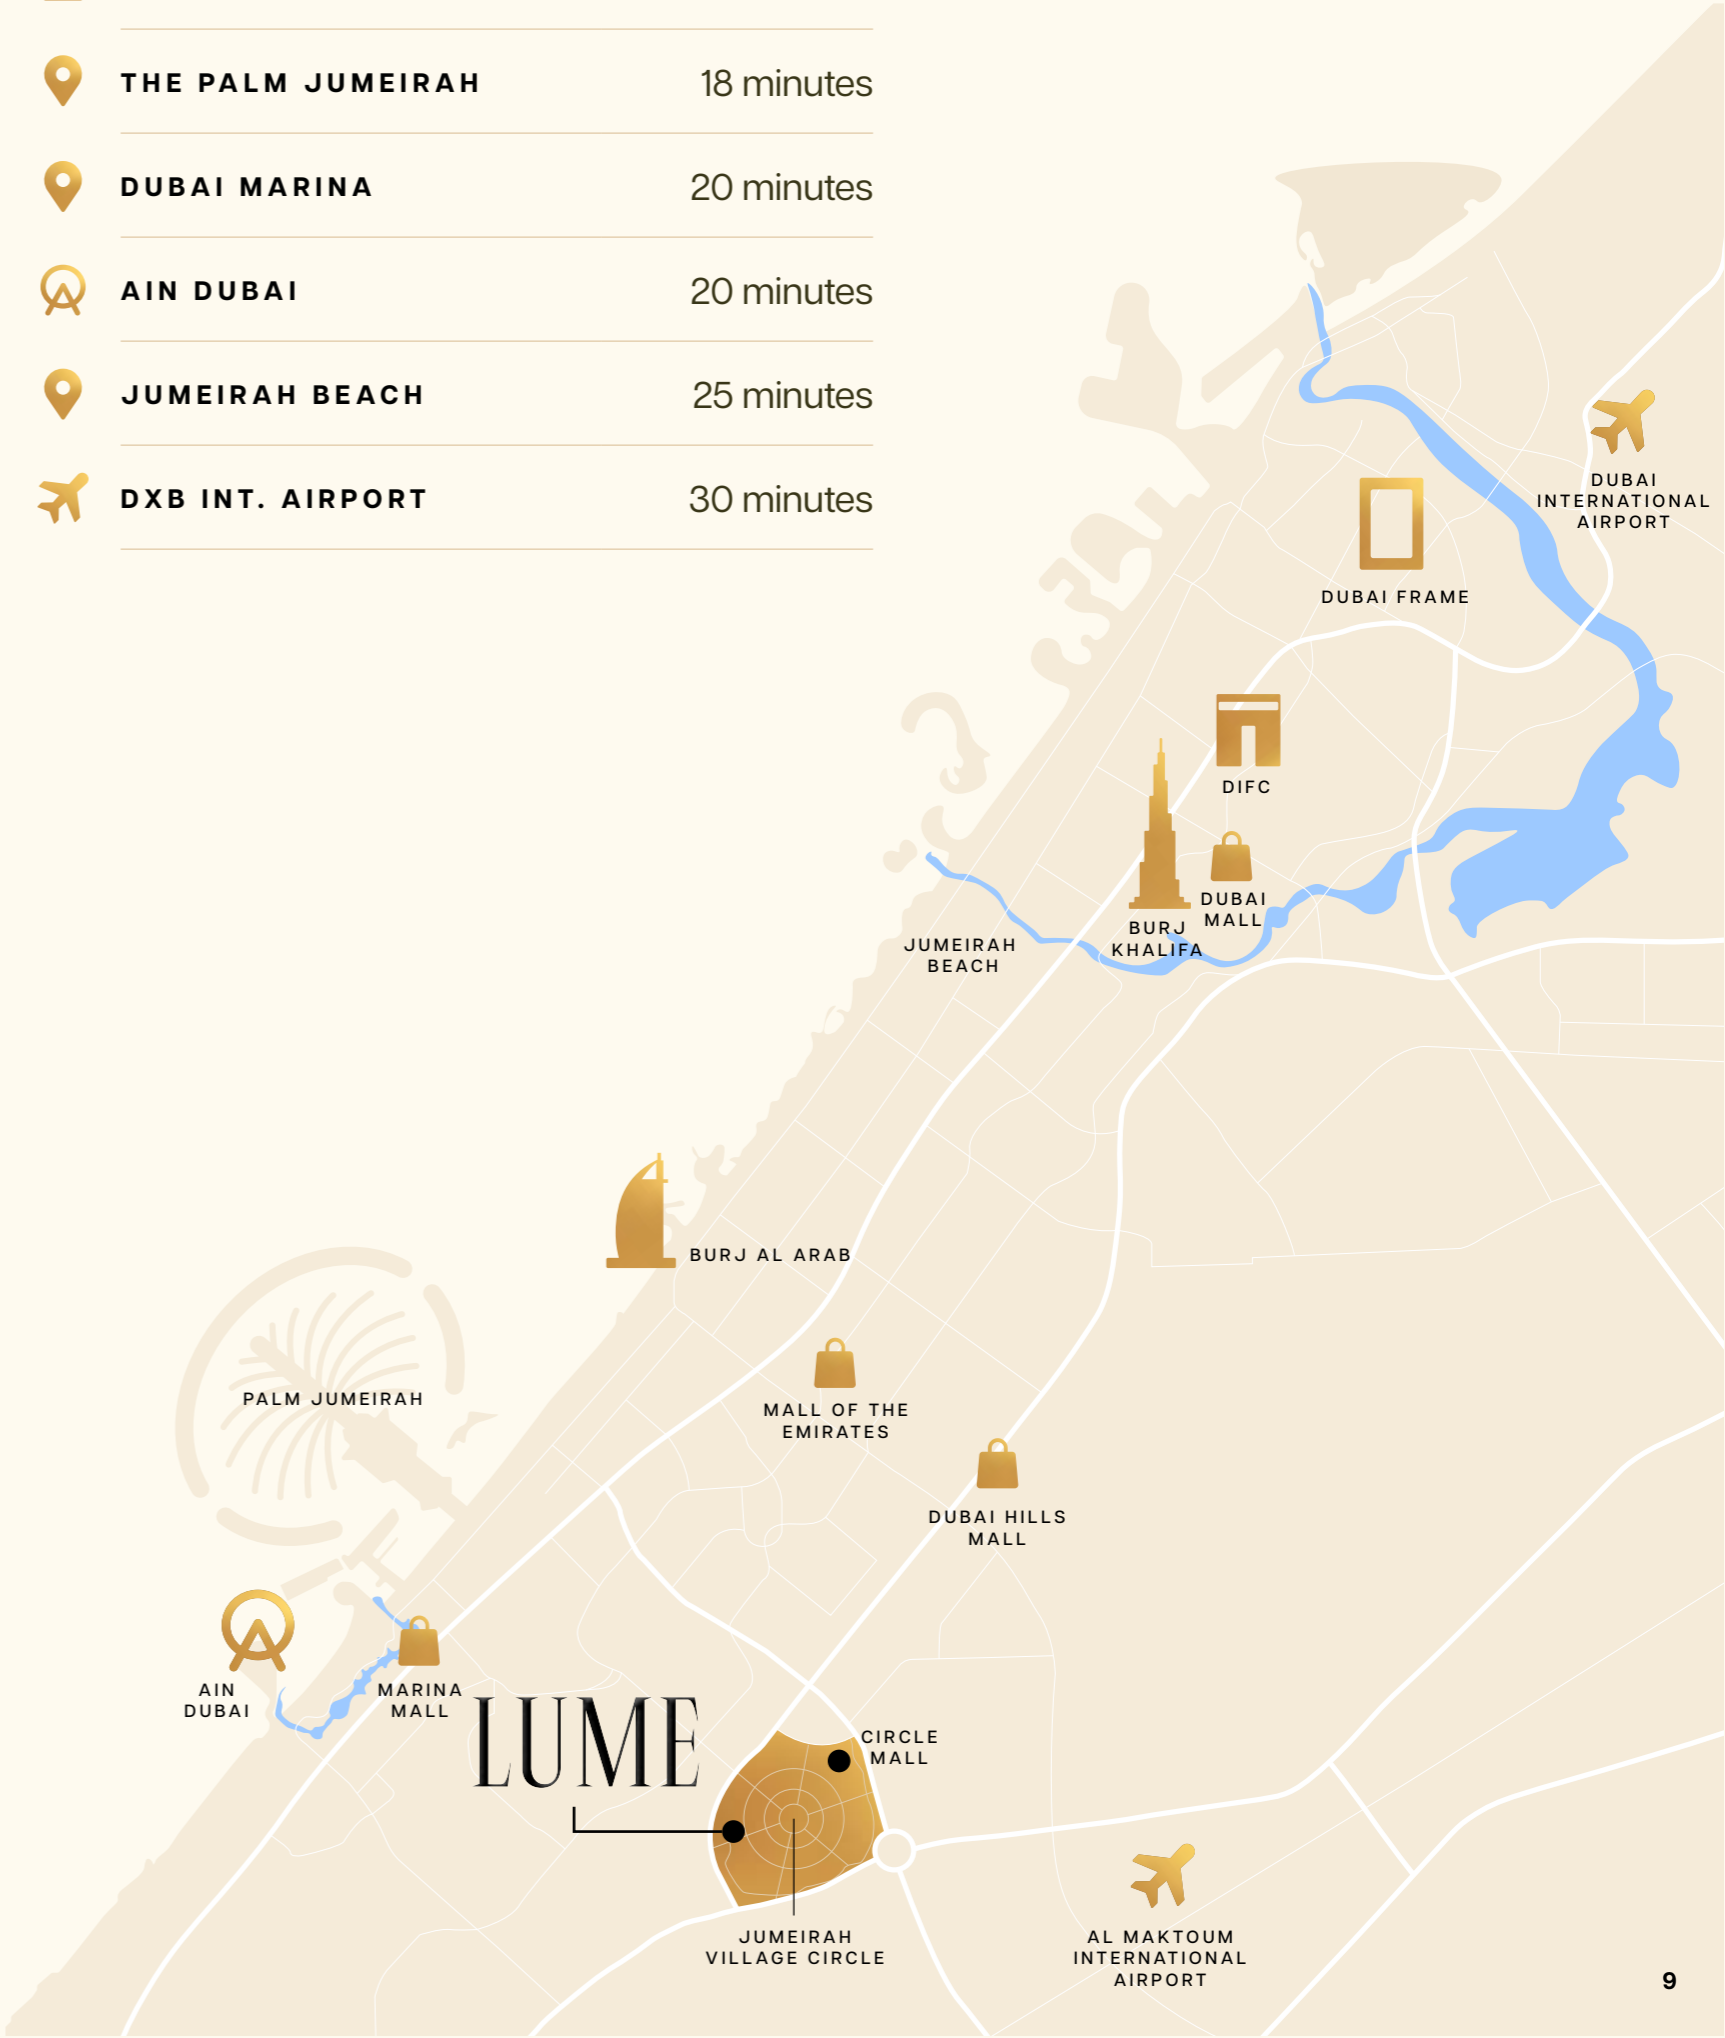 THE PALM JUMEIRAH 18 minutes
DUBAI MARINA 20 minutes
AIN DUBAI 20 minutes
JUMEIRAH BEACH 25 minutes
DXB INT. AIRPORT 30 minutes
DUBAI
INTERNATIONAL
AIRPORT
DUBAI FRAME
DIFC
DUBAI
MALL
BURJ
KHALIFA
JUMEIRAH
BEACH
BURJ AL ARAB
PALM JUMEIRAH
MALL OF THE
EMIRATES
DUBAI HILLS
MALL
AIN
DUBAI
MARINA
MALL
LUME
CIRCLE
MALL
JUMEIRAH
VILLAGE CIRCLE
AL MAKTOUM
INTERNATIONAL
AIRPORT
9